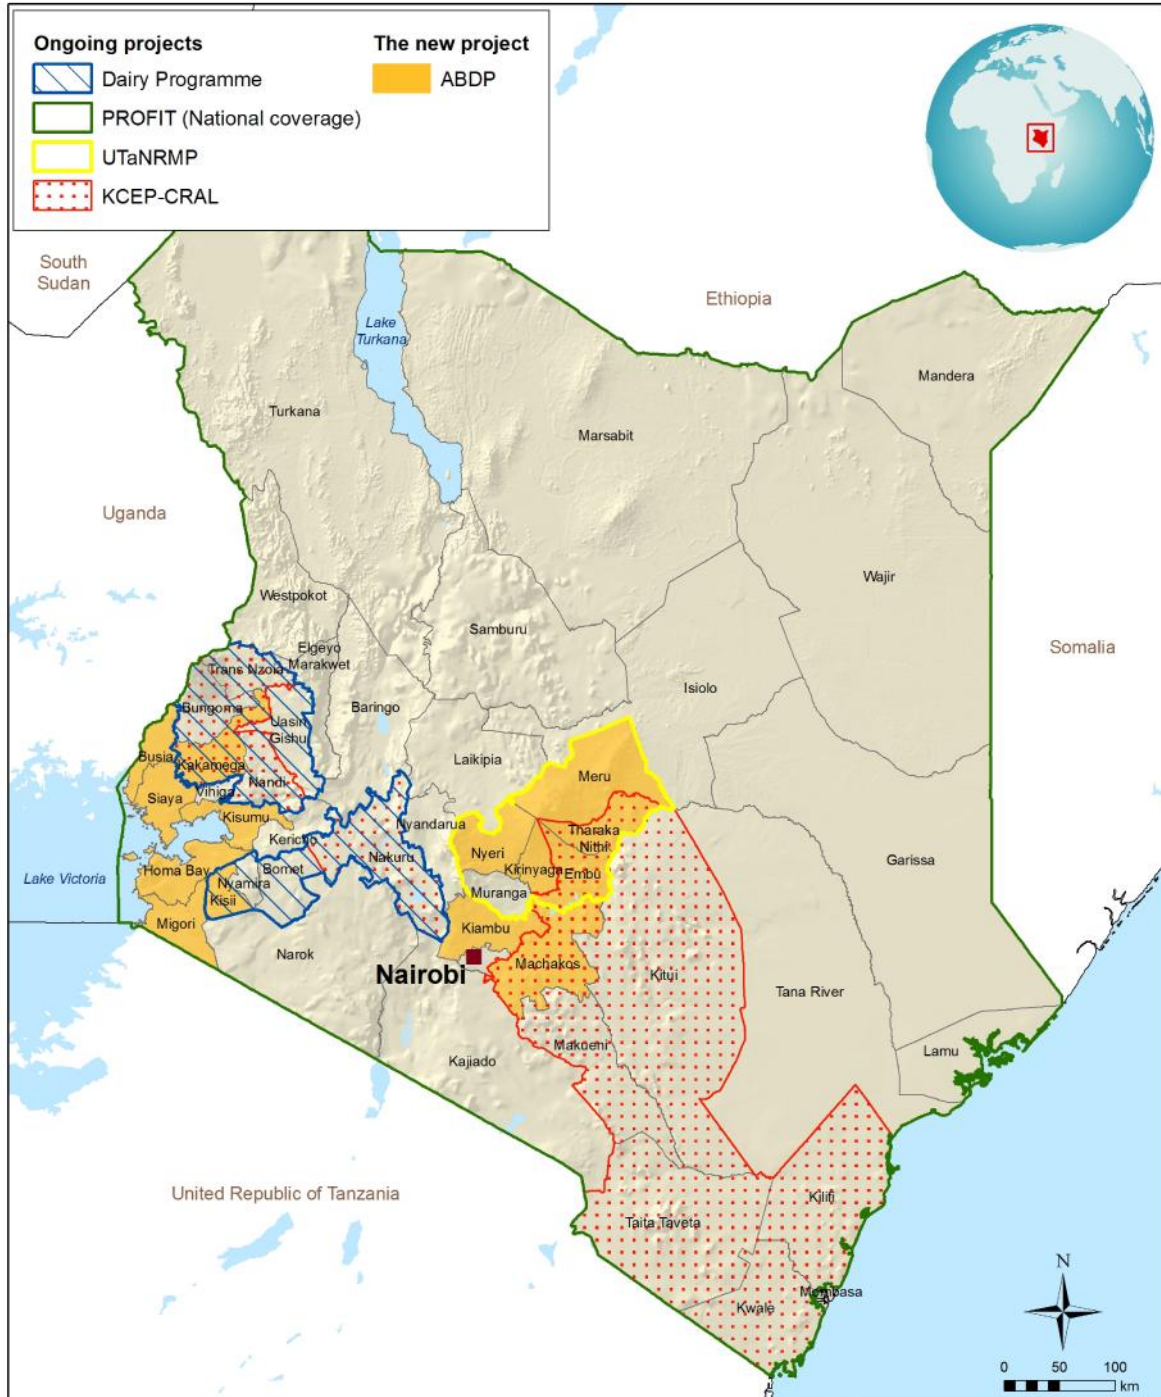 Ongoing projects
The new project
Dairy Programme
ABDP
PROFIT (National coverage)
UTaNRMP
KCEP-CRAL
South
Sudan
Ethiopia
Lake
Turkana
Mandera
Turkana
Marsabit
Uganda
Wajir
Westpokot
Samburu
Elgeyo
Marakwet
Somalia
Trans Nzoia
Isiolo
Bungoma
Baringo
Uasin
Gishu
Busia
Laikipia
Kakamega
Meru
Nandi
Vihiga
Siaya
Kisumu
Nyandarua
Tharaka
Nithi
Kericho
Nyeri
Nakuru
Garissa
Homa Bay
Bomet
Kirinyaga
Embu
Lake Victoria
Nyamira
Muranga
Kisii
Migori
Kiambu
Narok
Machakos
Nairobi
Kitui
Tana River
Makueni
Lamu
Kajiado
United Republic of Tanzania
Kilifi
Taita Taveta
N
Mombasa
Kwale
0 50 100
km